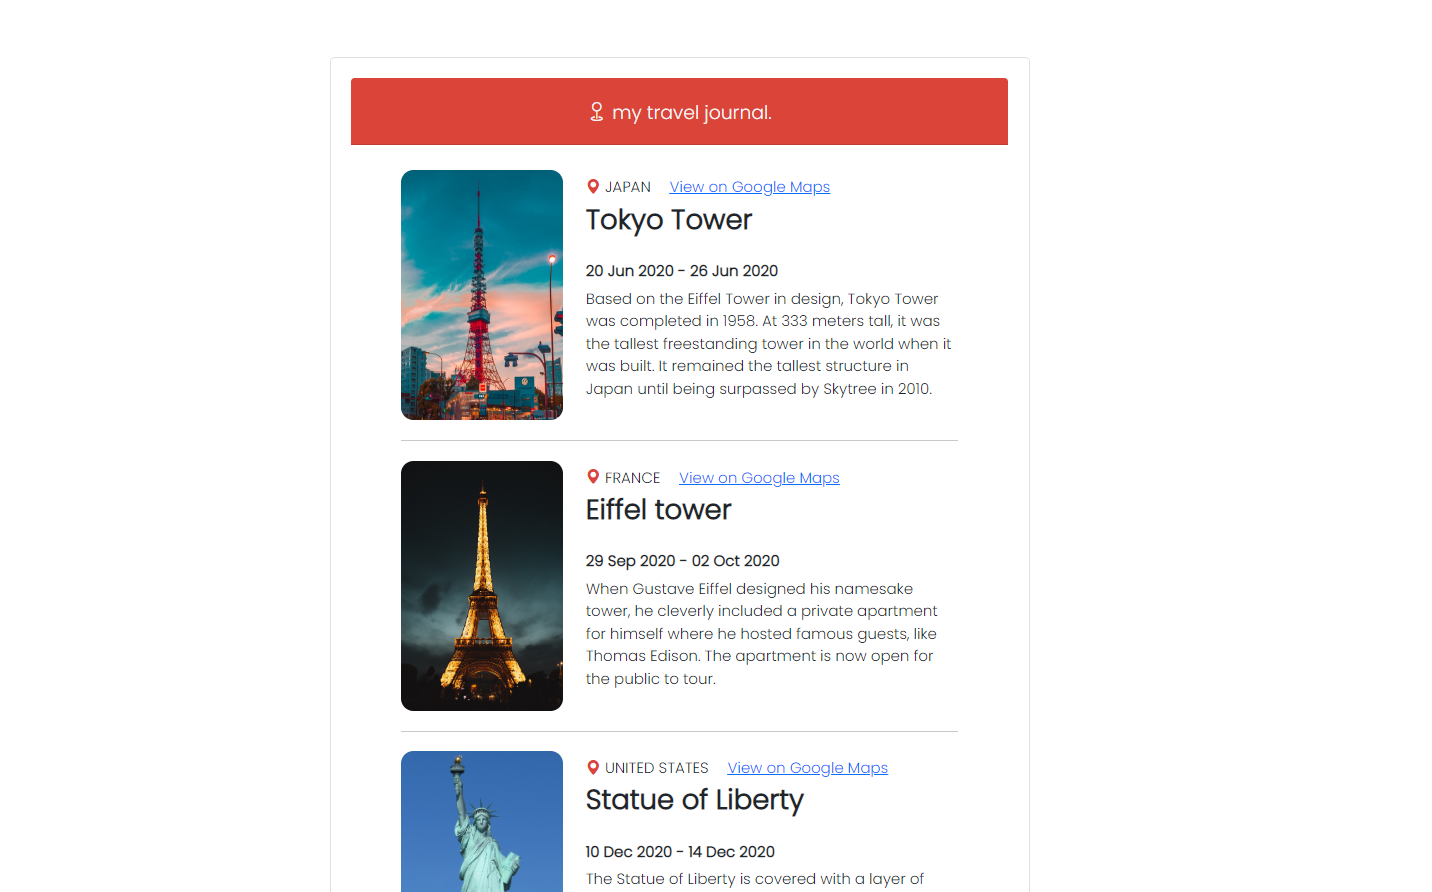 my travel journal.
JAPAN View on Google Maps
Tokyo Tower
20 Jun 2020 - 26 Jun 2020
Based on the Eiffel Tower in design, Tokyo Tower
was completed in 1958. At 333 meters tall, it was
the tallest freestanding tower in the world when it
was built. It remained the tallest structure in
Japan until being surpassed by Skytree in 2010.
FRANCE View on Google Maps
Eiffel tower
29 Sep 2020 - 02 Oct 2020
When Gustave Eiffel designed his namesake
tower, he cleverly included a private apartment
for himself where he hosted famous guests, like
Thomas Edison. The apartment is now open for
the public to tour.
UNITED STATES View on Google Maps
Statue of Liberty
10 Dec 2020 - 14 Dec 2020
The Statue of Liberty is covered with a layer of